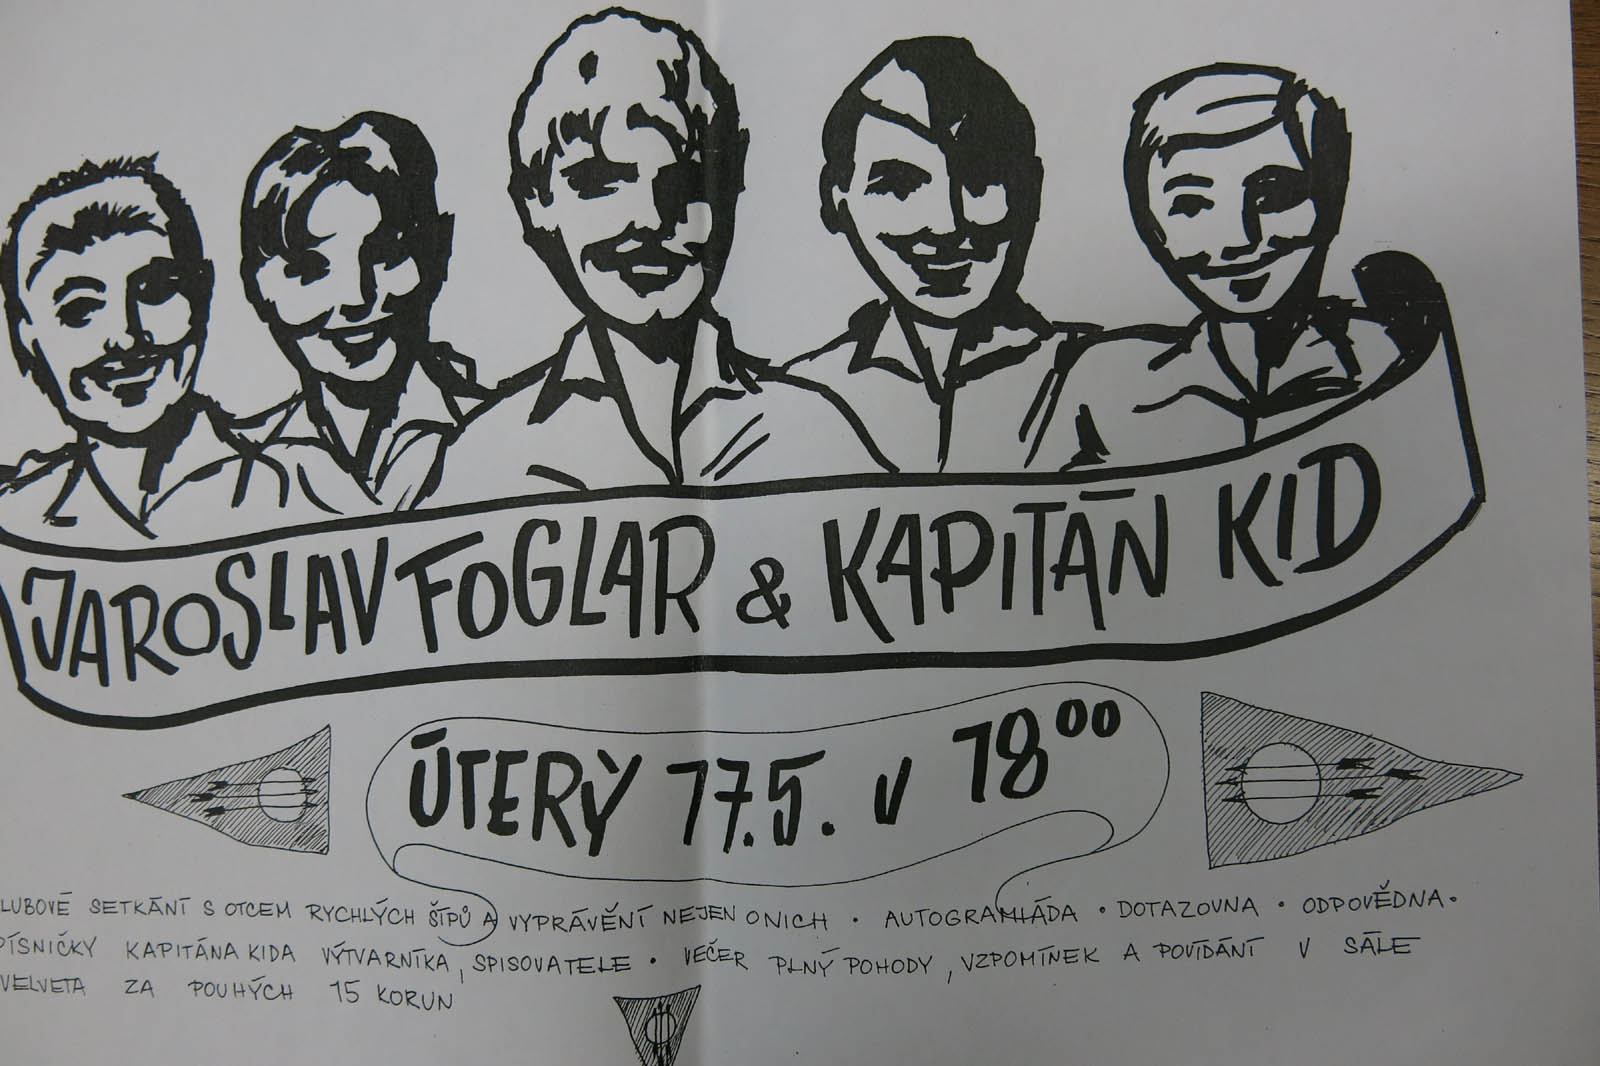 JAROSLAV FOGLAR & KAPITÁN KID
ÚTERÝ 17.5. V 18⁰⁰
LUBOVÉ SETKÁNÍ S OTCEM RYCHLÝCH ŠÍPŮ A VYPRÁVĚNÍ NEJEN O NICH • AUTOGRAMIÁDA • DOTAZOVNA • ODPOVĚDNA •
PÍSNIČKY KAPITÁNA KIDA VÝTVARNÍKA, SPISOVATELE • VEČER PLNÝ POHODY, VZPOMÍNEK A POVÍDÁNÍ V SÁLE
VELVETA ZA POUHÝCH 15 KORUN